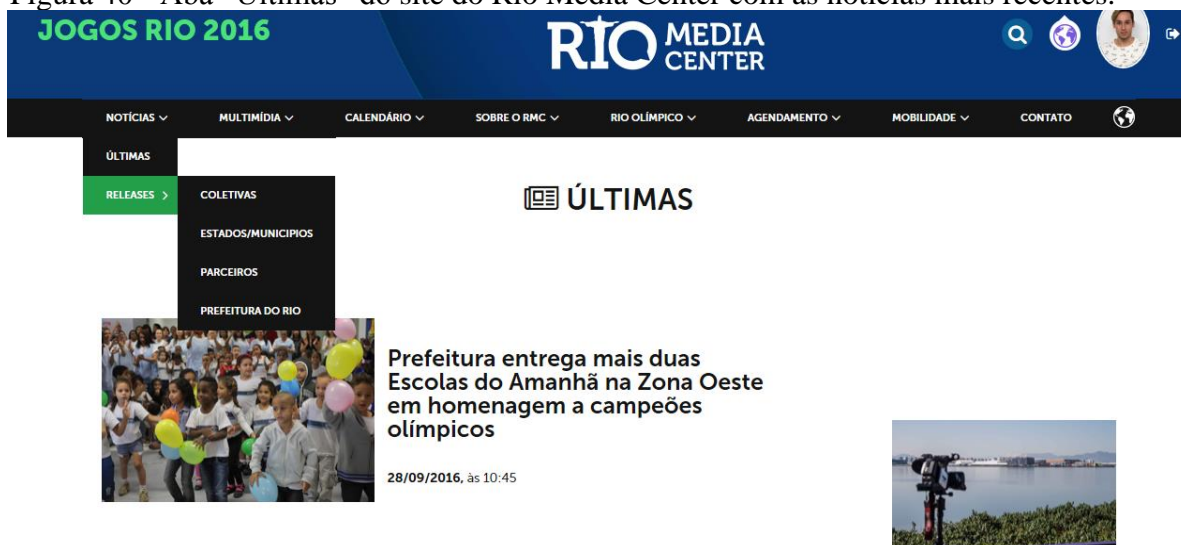 Figura 40 - Aba "Últimas" do site do Rio Media Center com as notícias mais recentes.
JOGOS RIO 2016
RIO MEDIA CENTER
NOTÍCIAS MULTIMÍDIA CALENDÁRIO SOBRE O RMC RIO OLÍMPICO AGENDAMENTO MOBILIDADE CONTATO
ÚLTIMAS
RELEASES > COLETIVAS
ESTADOS/MUNICIPIOS
PARCEIROS
PREFEITURA DO RIO
ÚLTIMAS
Prefeitura entrega mais duas
Escolas do Amanhã na Zona Oeste
em homenagem a campeões
olímpicos
28/09/2016, às 10:45